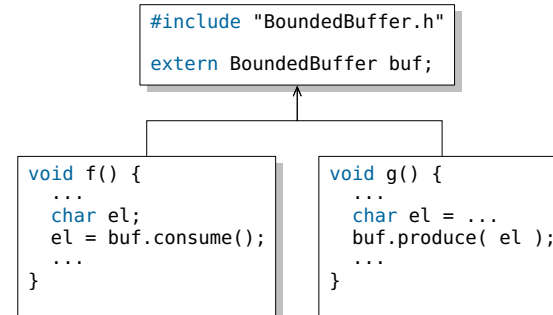 #include "BoundedBuffer.h"
extern BoundedBuffer buf;
void f() {
...
char el;
el = buf.consume();
...
}
void g() {
...
char el = ...
buf.produce( el );
...
}